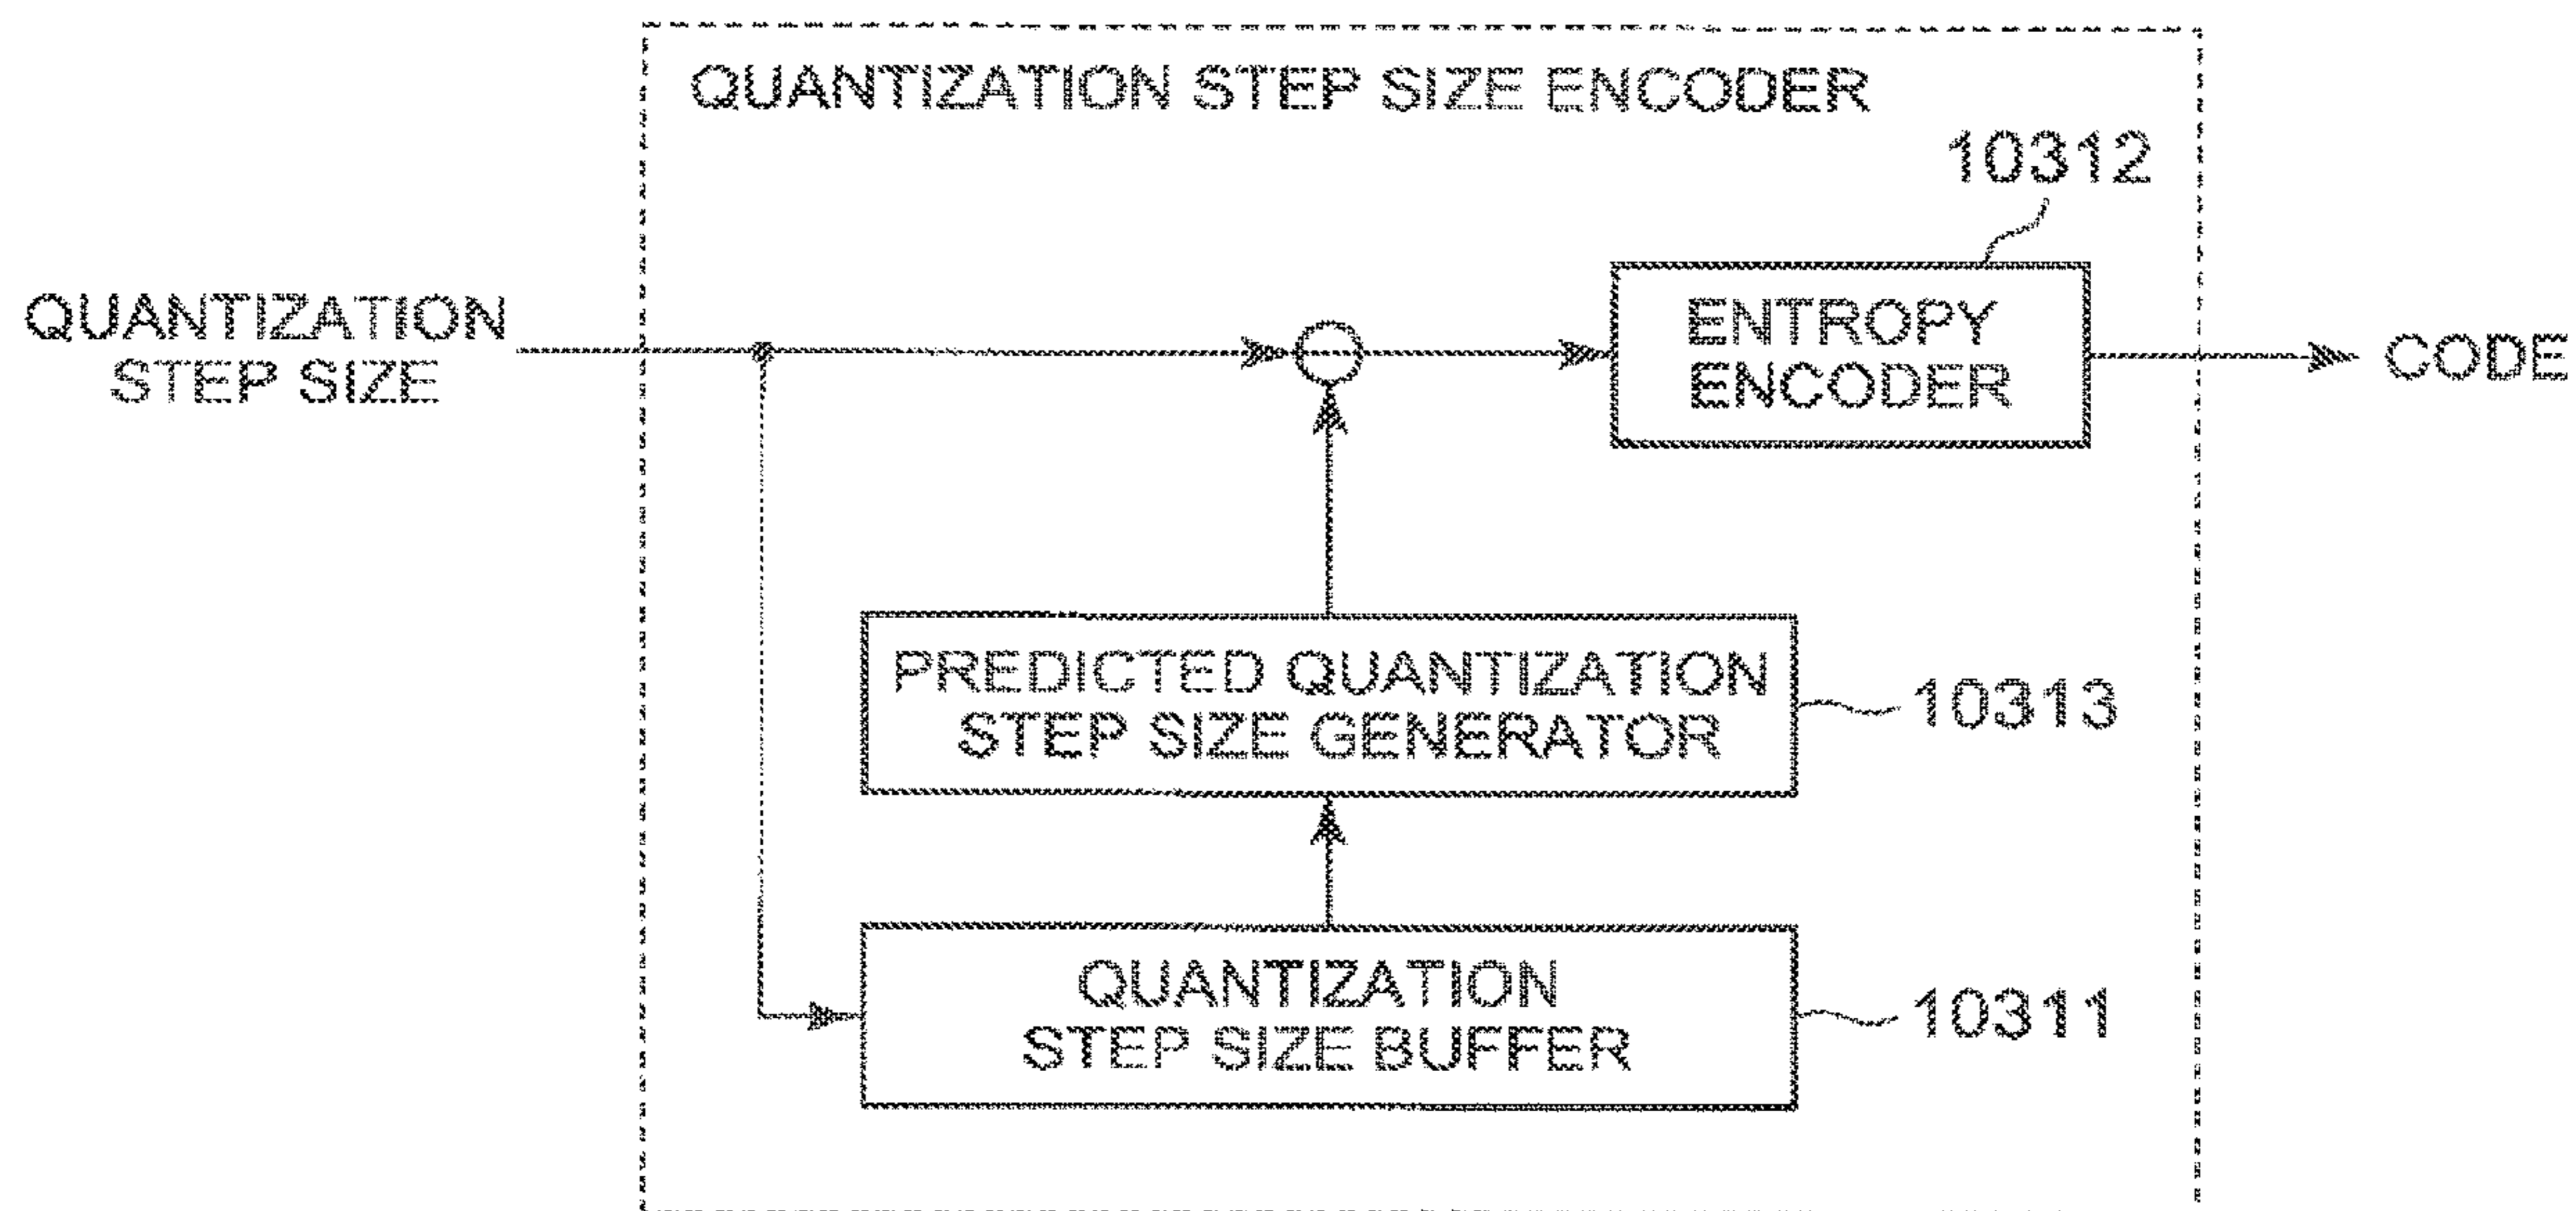 QUANTIZATION STEP SIZE ENCODER
10312
QUANTIZATION
STEP SIZE
ENTROPY
ENCODER
CODE
PREDICTED QUANTIZATION
STEP SIZE GENERATOR
10313
QUANTIZATION
STEP SIZE BUFFER
10311